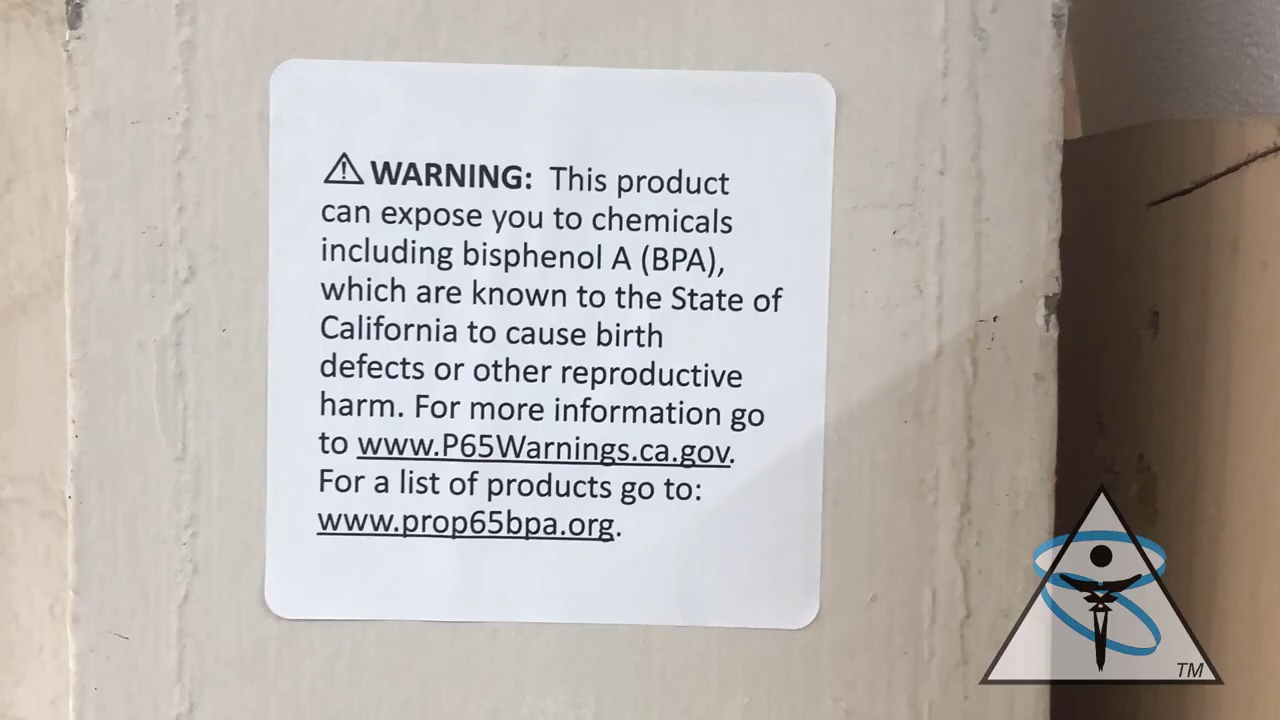 ⚠ WARNING: This product
can expose you to chemicals
including bisphenol A (BPA),
which are known to the State of
California to cause birth
defects or other reproductive
harm. For more information go
to www.P65Warnings.ca.gov.
For a list of products go to:
www.prop65bpa.org.
TM